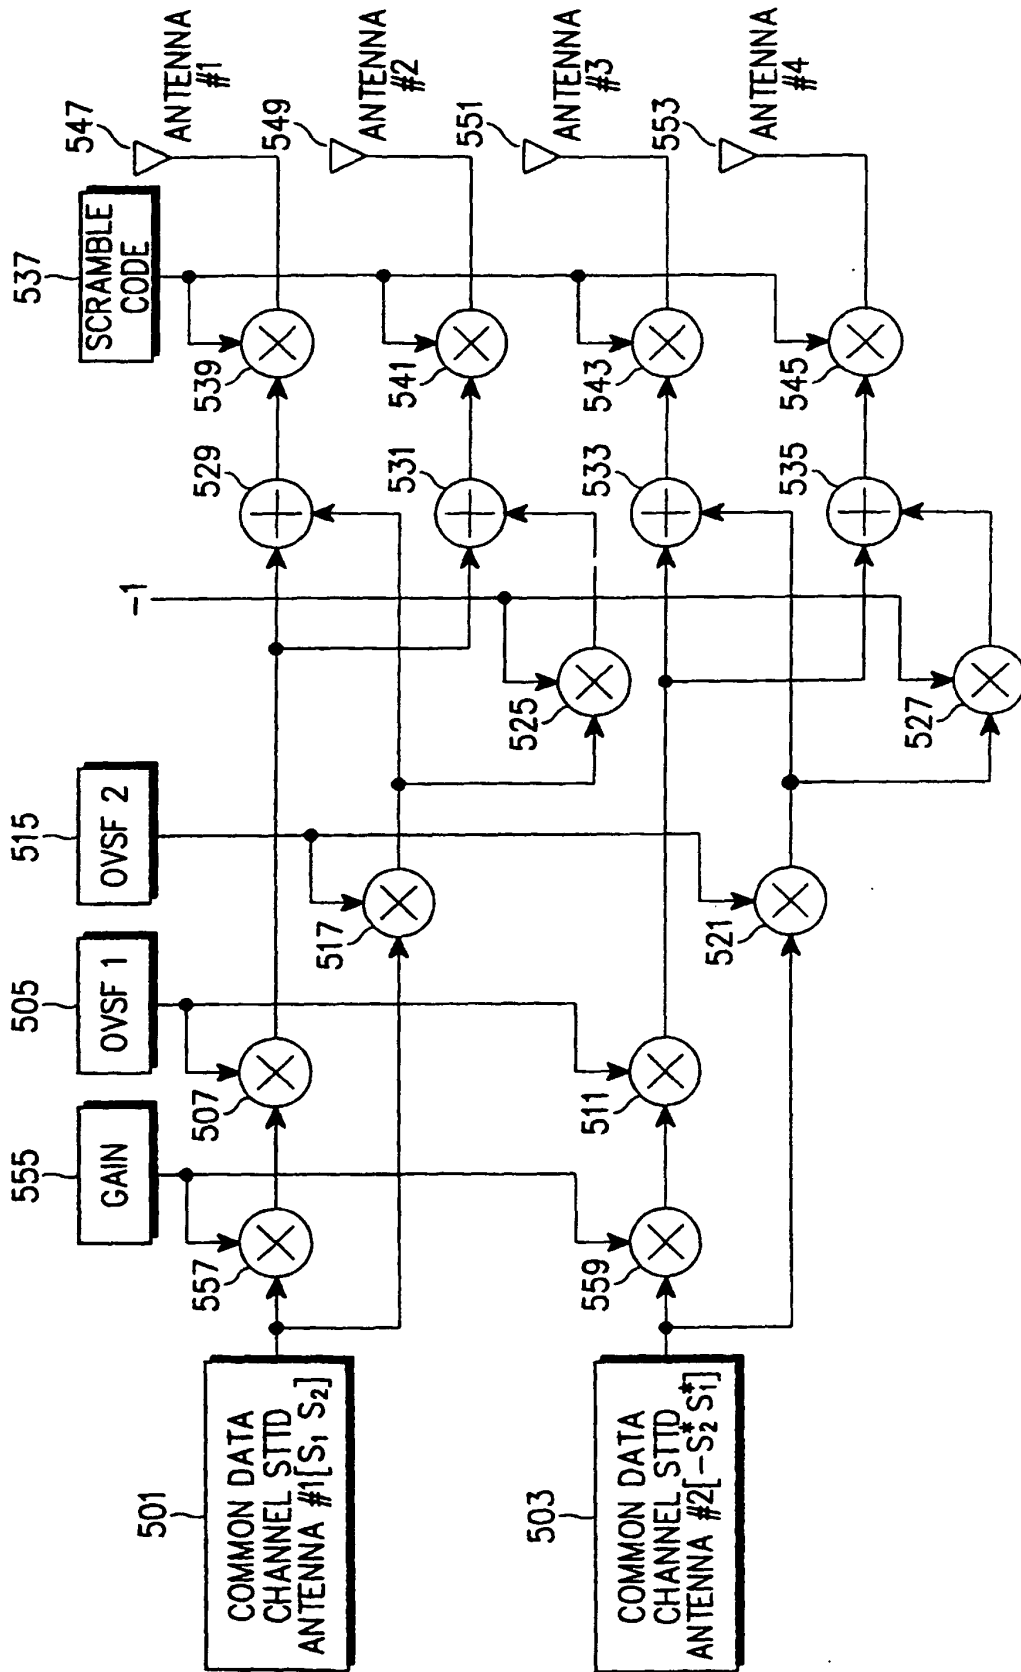 537
SCRAMBLE
CODE
547
ANTENNA
#1
549
ANTENNA
#2
551
ANTENNA
#3
553
ANTENNA
#4
539
541
543
545
529
531
533
535
-1
525
527
515
OVSF 2
517
521
505
OVSF 1
507
511
555
GAIN
557
559
501
COMMON DATA
CHANNEL STTD
ANTENNA #1[S₁ S₂]
503
COMMON DATA
CHANNEL STTD
ANTENNA #2[-S₂* S₁*]